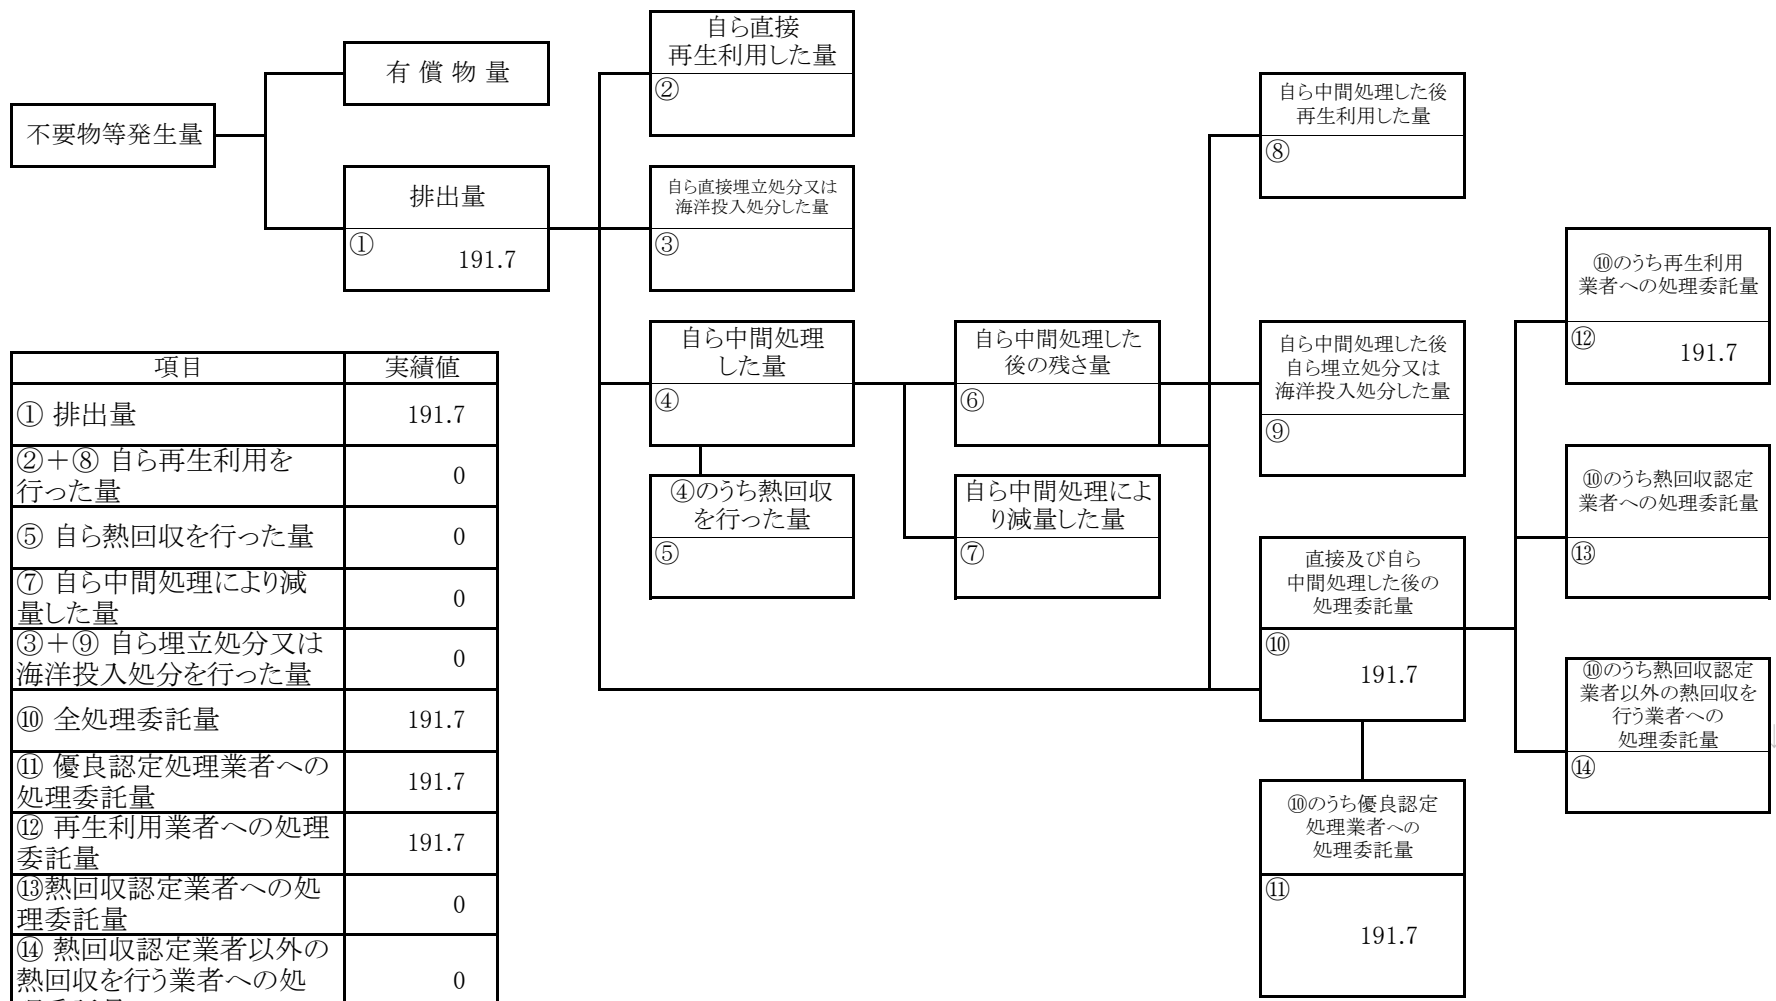 不要物等発生量
有 償 物 量
排出量
①
191.7
自ら直接
再生利用した量
②
自ら直接埋立処分又は
海洋投入処分した量
③
自ら中間処理
した量
④
④のうち熱回収
を行った量
⑤
自ら中間処理した
後の残さ量
⑥
自ら中間処理によ
り減量した量
⑦
自ら中間処理した後
再生利用した量
⑧
自ら中間処理した後
自ら埋立処分又は
海洋投入処分した量
⑨
直接及び自ら
中間処理した後の
処理委託量
⑩
191.7
⑩のうち優良認定
処理業者への
処理委託量
⑪
191.7
⑩のうち再生利用
業者への処理委託量
⑫
191.7
⑩のうち熱回収認定
業者への処理委託量
⑬
⑩のうち熱回収認定
業者以外の熱回収を
行う業者への
処理委託量
⑭
項目 実績値
① 排出量 191.7
②＋⑧ 自ら再生利用を
行った量 0
⑤ 自ら熱回収を行った量 0
⑦ 自ら中間処理により減
量した量 0
③＋⑨ 自ら埋立処分又は
海洋投入処分を行った量 0
⑩ 全処理委託量 191.7
⑪ 優良認定処理業者への
処理委託量 191.7
⑫ 再生利用業者への処理
委託量 191.7
⑬熱回収認定業者への処
理委託量 0
⑭ 熱回収認定業者以外の
熱回収を行う業者への処 0